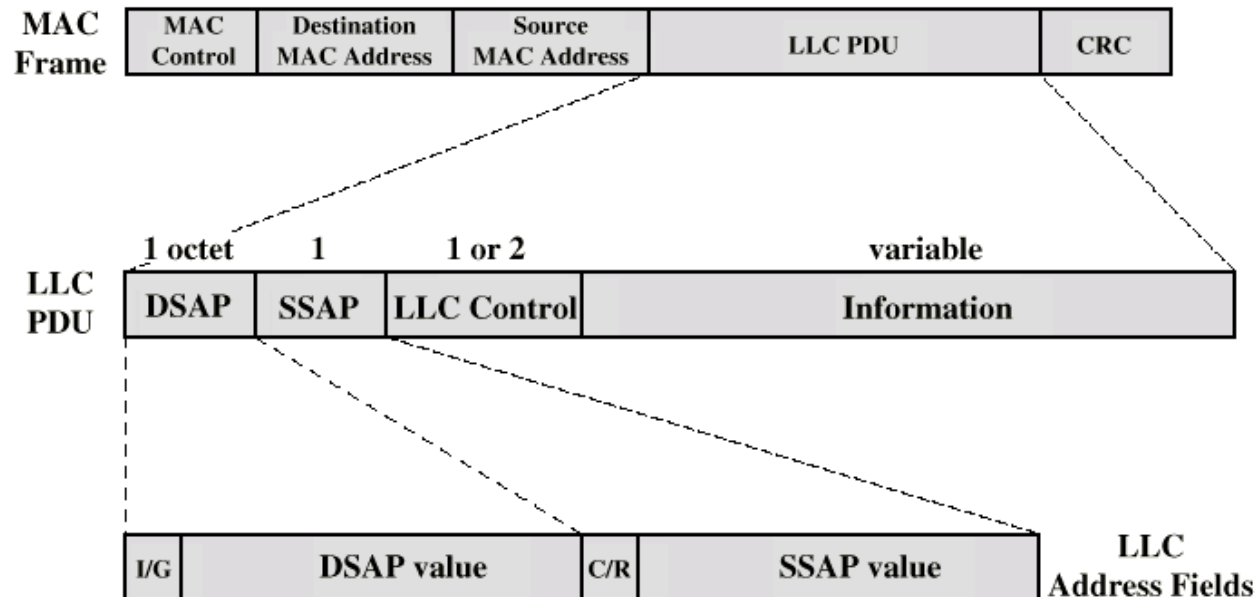 MAC Frame
MAC Control
Destination MAC Address
Source MAC Address
LLC PDU
CRC
1 octet
1
1 or 2
variable
LLC PDU
DSAP
SSAP
LLC Control
Information
I/G
DSAP value
C/R
SSAP value
LLC Address Fields